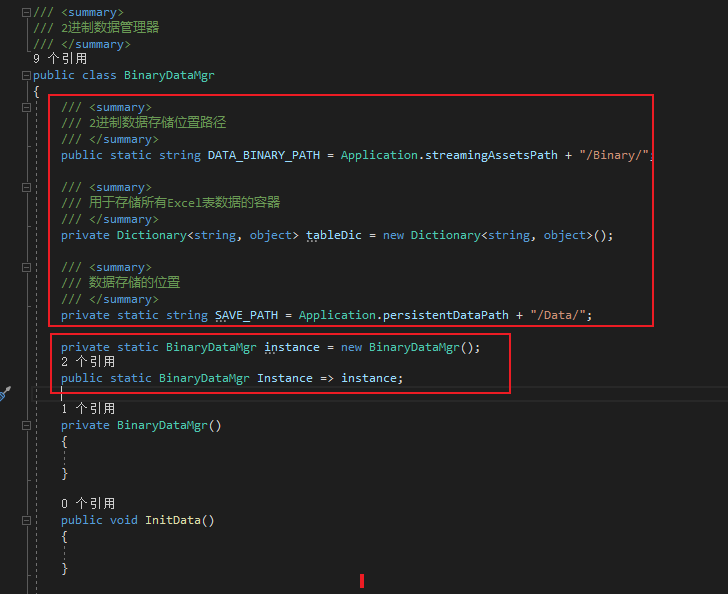 /// <summary>
/// 2进制数据管理器
/// </summary>
9 个引用
public class BinaryDataMgr
{
/// <summary>
/// 2进制数据存储位置路径
/// </summary>
public static string DATA_BINARY_PATH = Application.streamingAssetsPath + "/Binary/";
/// <summary>
/// 用于存储所有Excel表数据的容器
/// </summary>
private Dictionary<string, object> tableDic = new Dictionary<string, object>();
/// <summary>
/// 数据存储的位置
/// </summary>
private static string SAVE_PATH = Application.persistentDataPath + "/Data/";
private static BinaryDataMgr instance = new BinaryDataMgr();
2 个引用
public static BinaryDataMgr Instance => instance;
1 个引用
private BinaryDataMgr()
{
}
0 个引用
public void InitData()
{
}